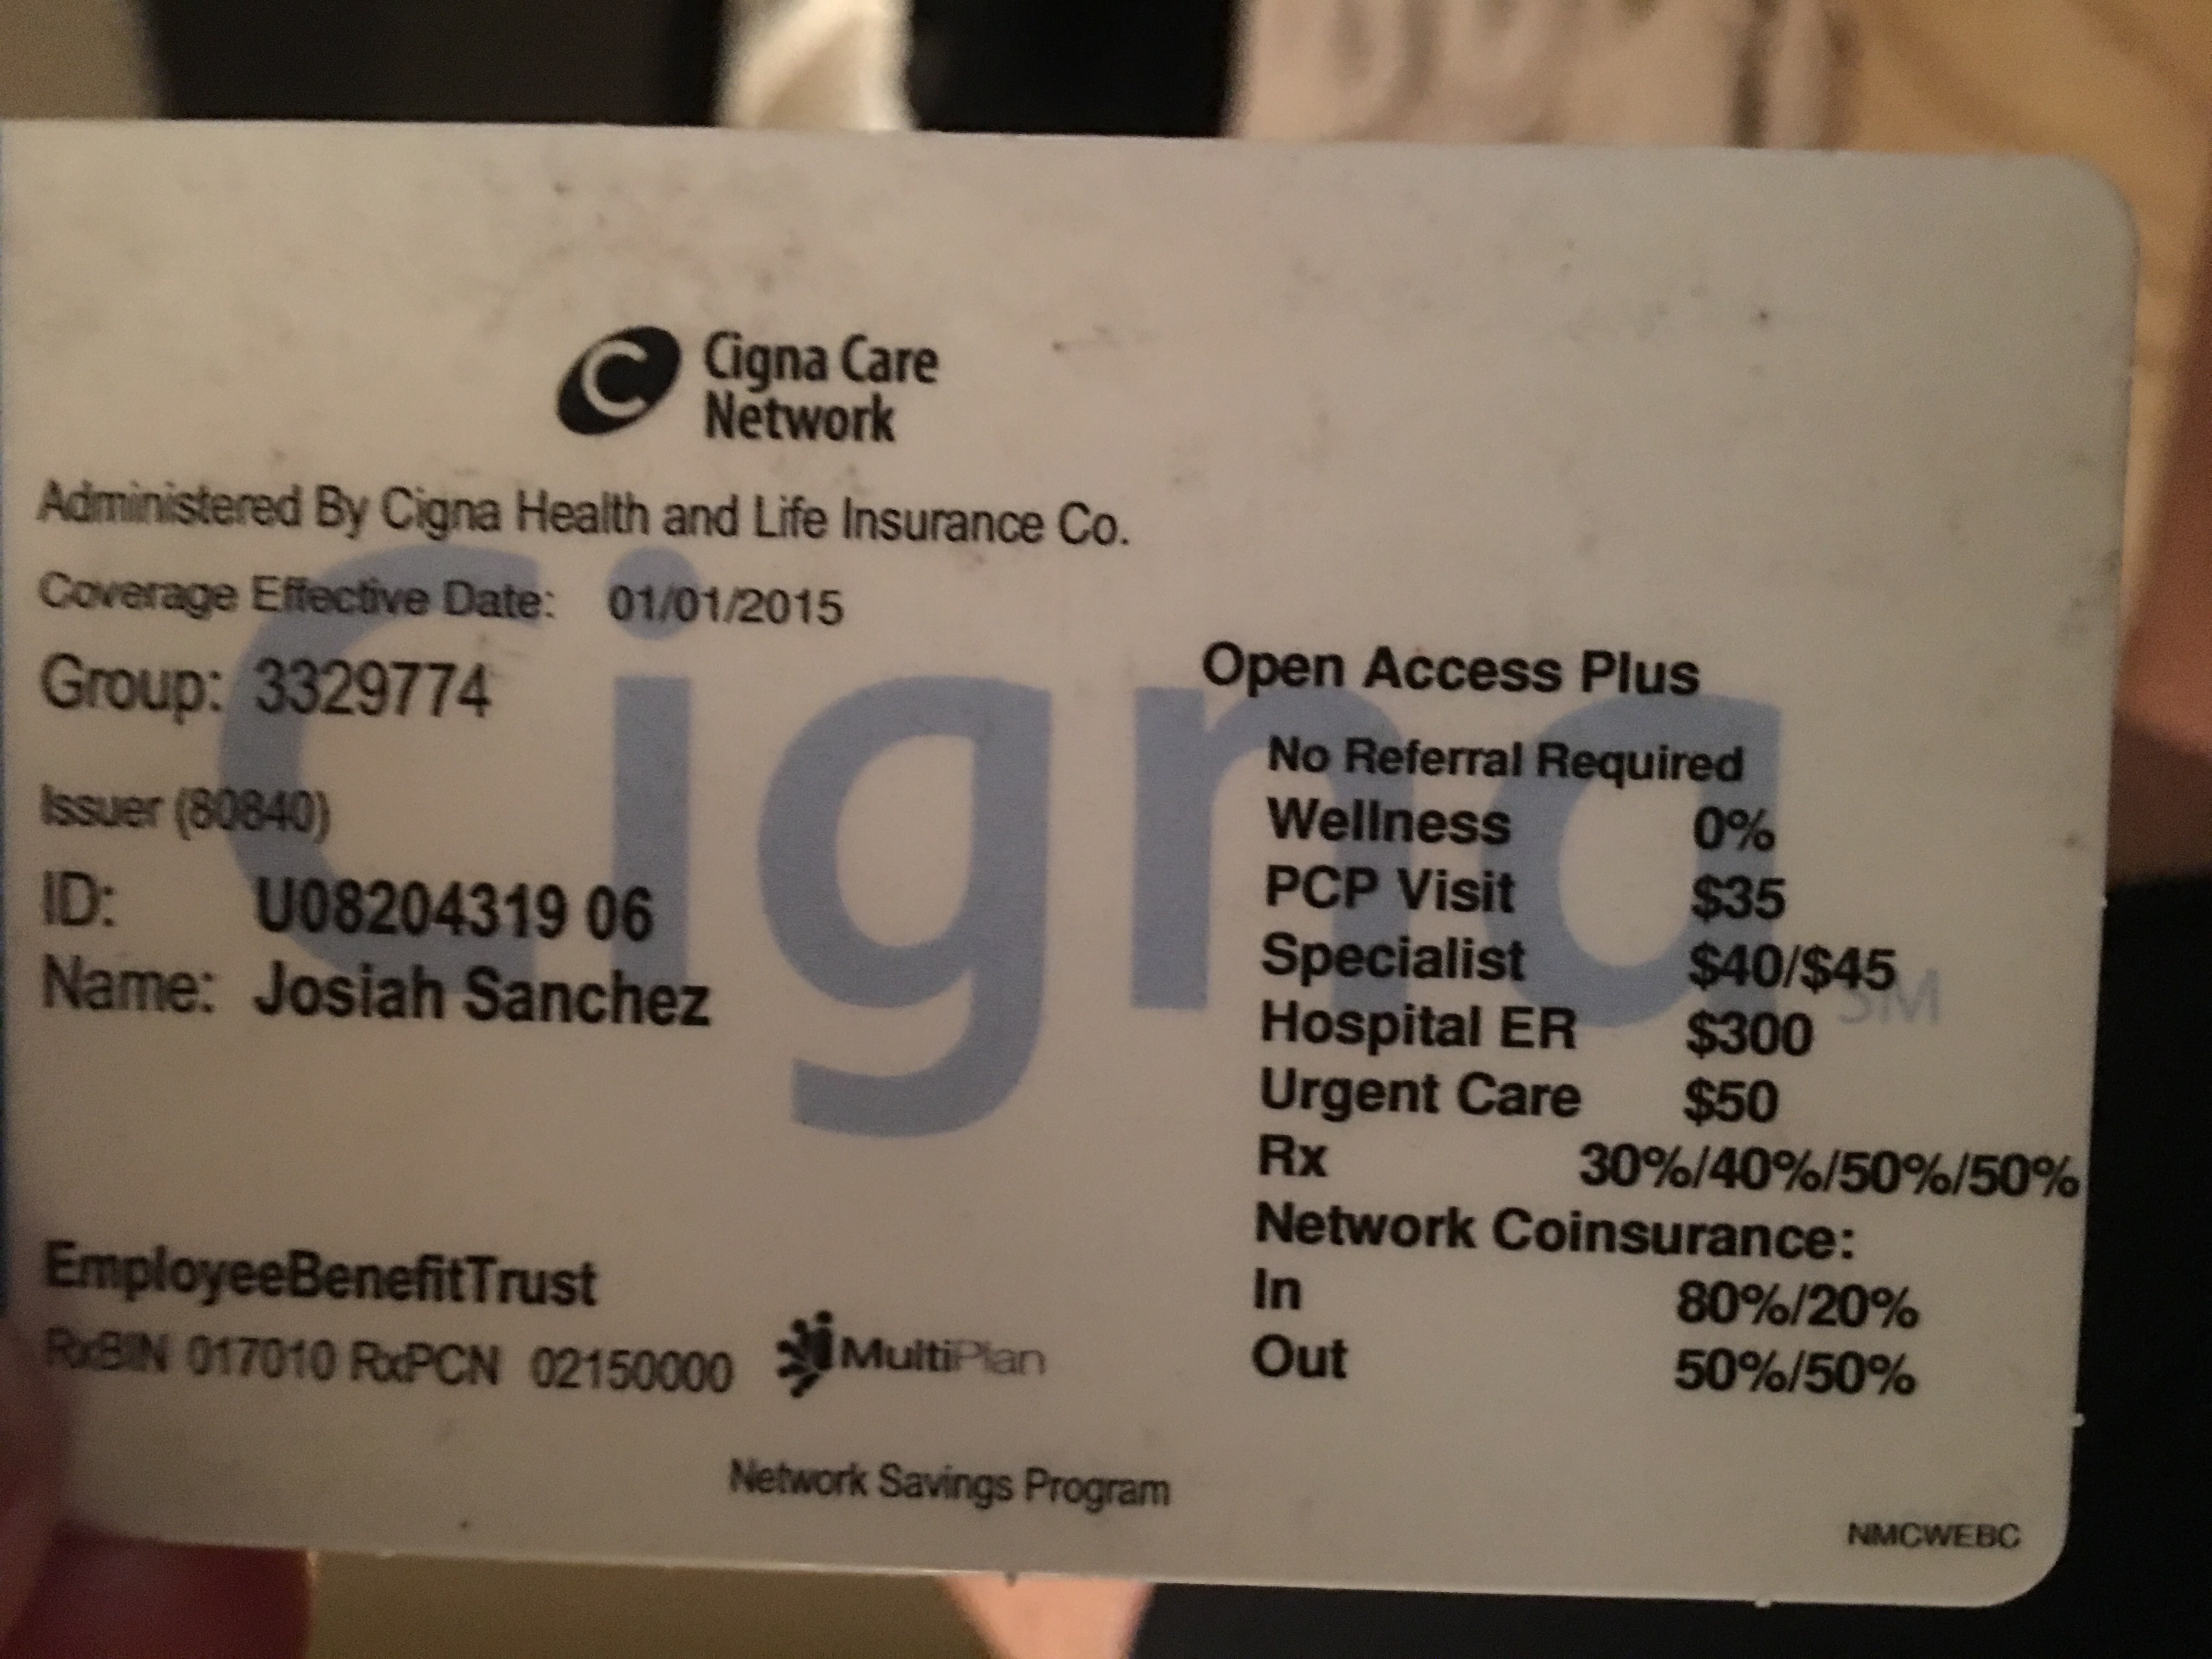 Cigna Care
Network
Administered By Cigna Health and Life Insurance Co.
Coverage Effective Date: 01/01/2015
Group: 3329774
Issuer (80840)
ID: U08204319 06
Name: Josiah Sanchez
EmployeeBenefitTrust
RxBIN 017010 RxPCN 02150000
MultiPlan
Network Savings Program
Cigna
Open Access Plus
No Referral Required
Wellness 0%
PCP Visit $35
Specialist $40/$45
Hospital ER $300
Urgent Care $50
Rx 30%/40%/50%/50%
Network Coinsurance:
In 80%/20%
Out 50%/50%
NMCWEBC